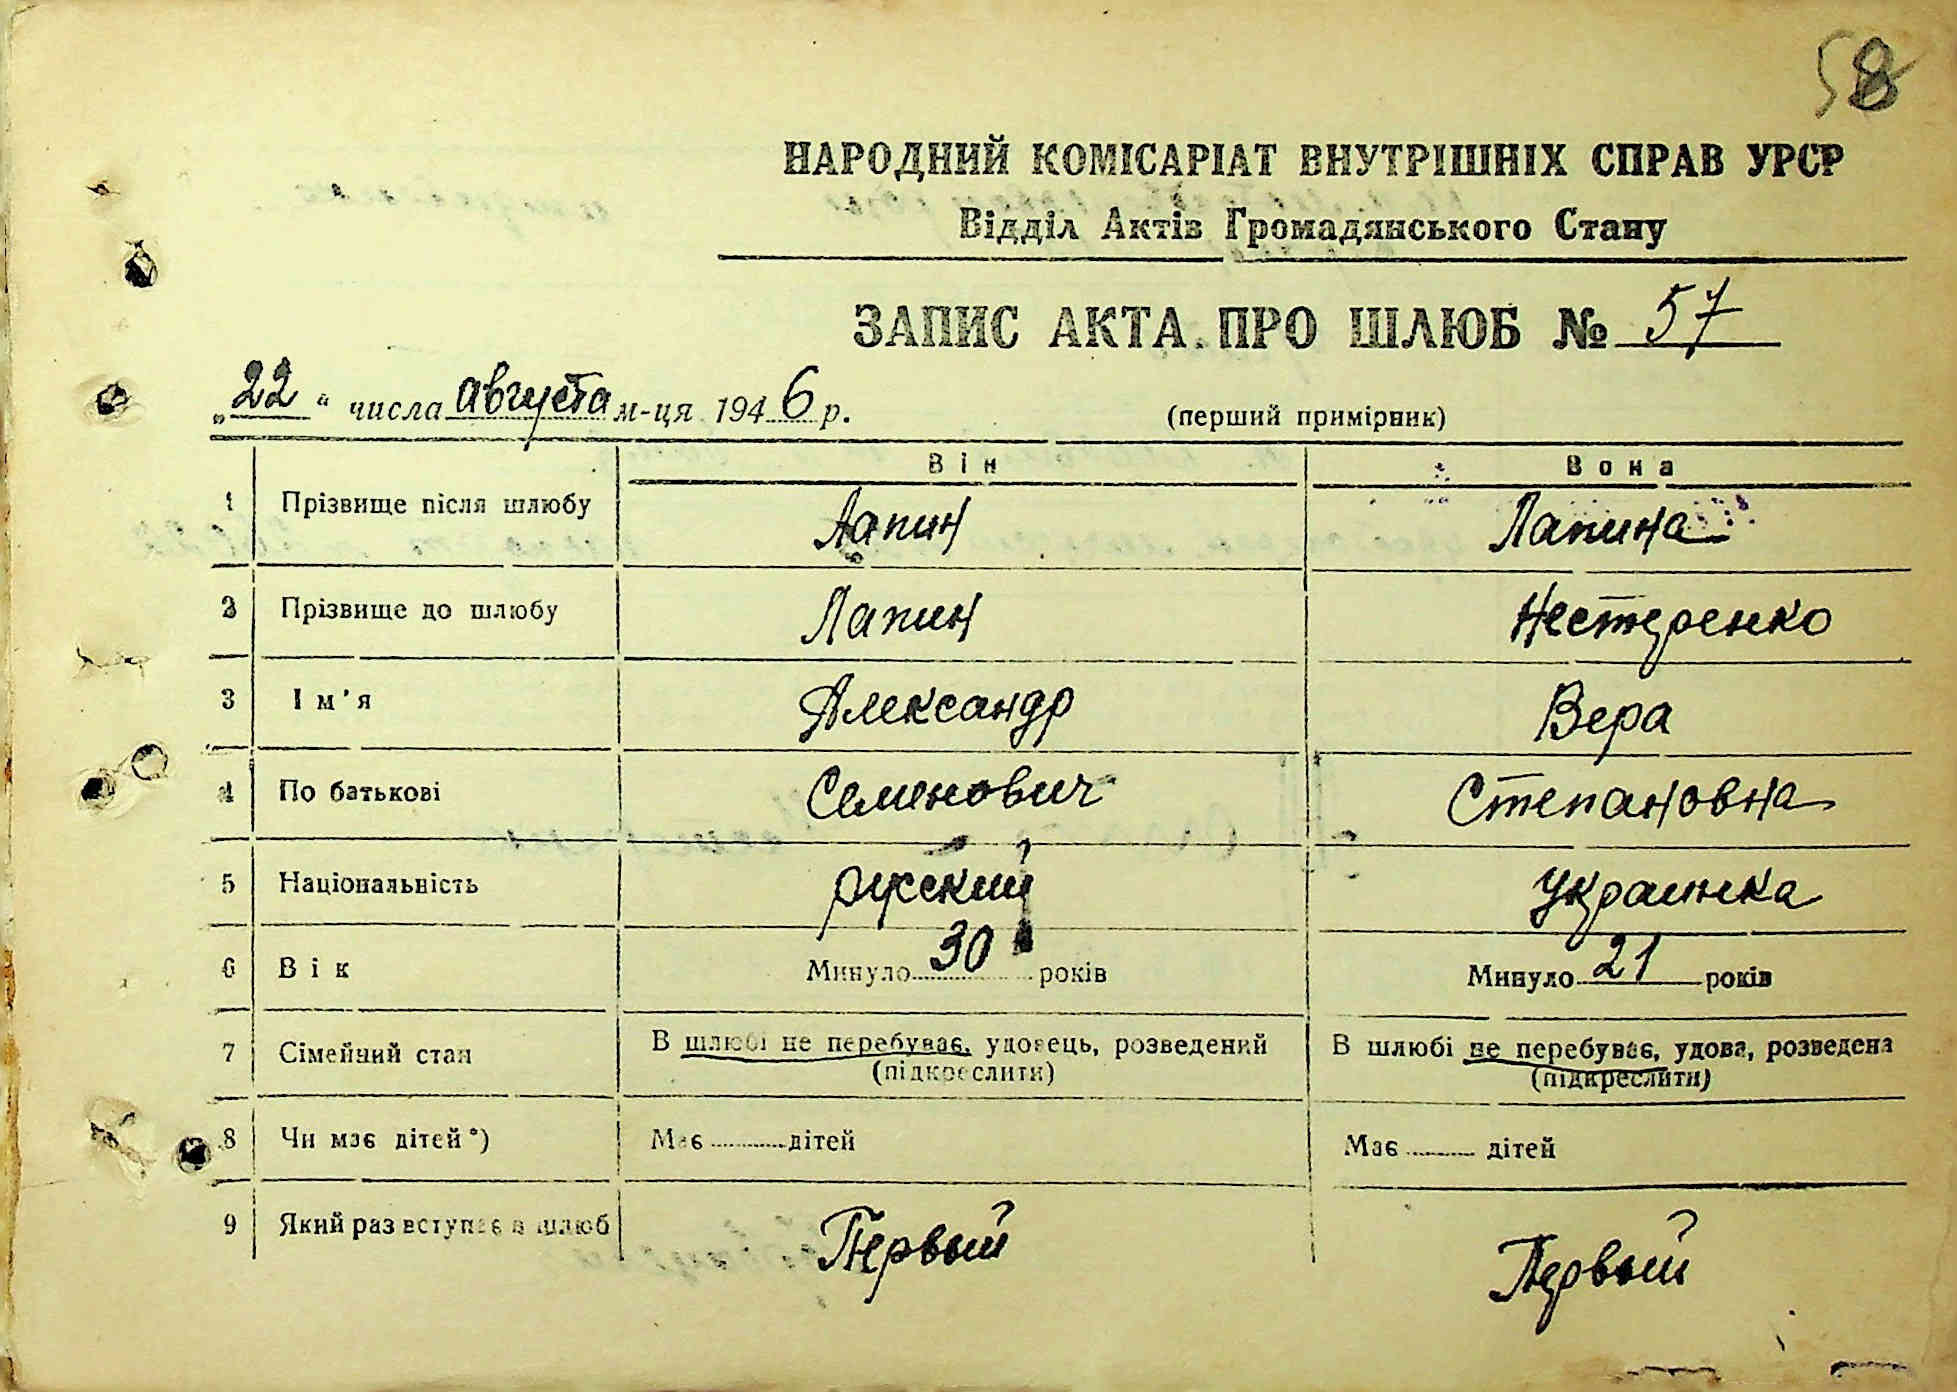 58
НАРОДНИЙ КОМІСАРІАТ ВНУТРІШНІХ СПРАВ УРСР
Відділ Актів Громадянського Стану
ЗАПИС АКТА ПРО ШЛЮБ № 57
„22“ числа августа м-ця 1946 р. (перший примірник)
Він Вона
1 Прізвище після шлюбу Лапин Лапина
2 Прізвище до шлюбу Лапин Нестеренко
3 Ім'я Александр Вера
4 По батькові Семенович Степановна
5 Національність русский украинка
6 Вік Минуло 30 років Минуло 21 років
7 Сімейний стан В шлюбі не перебуває, удовець, розведений В шлюбі не перебуває, удова, розведена
(підкреслити) (підкреслити)
8 Чи має дітей*) Має ........ дітей Має ........ дітей
9 Який раз вступає в шлюб Первый Первый